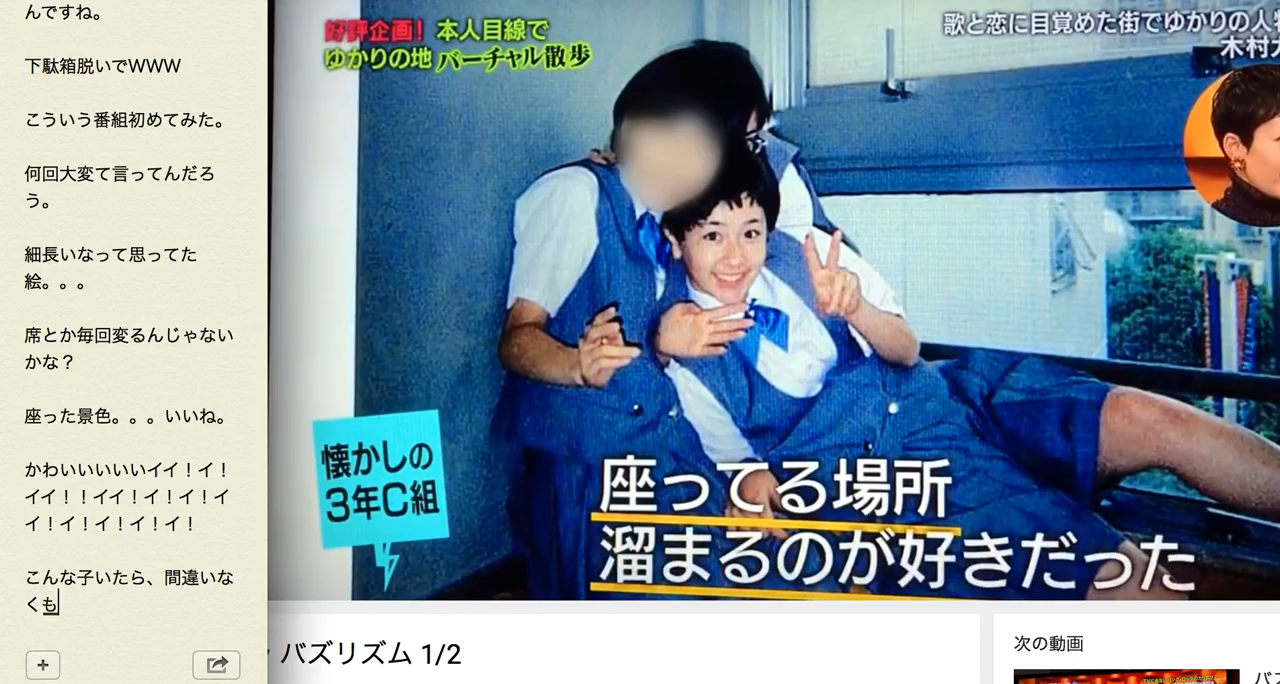 んですね。
下駄箱脱いでWWW
こういう番組初めてみた。
何回大変て言ってんだろ
う。
細長いなって思ってた
絵。。。
席とか毎回変るんじゃない
かな？
座った景色。。。いいね。
かわいいいいいイイ！イ！
イイ！！イイ！イ！イ！イ
イ！イ！イ！イ！イ！
こんな子いたら、間違いな
くも
好評企画！本人目線で
ゆかりの地バーチャル散歩
歌と恋に目覚めた街でゆかりの人
木村
懐かしの
3年C組
座ってる場所
溜まるのが好きだった
バズリズム 1/2
次の動画